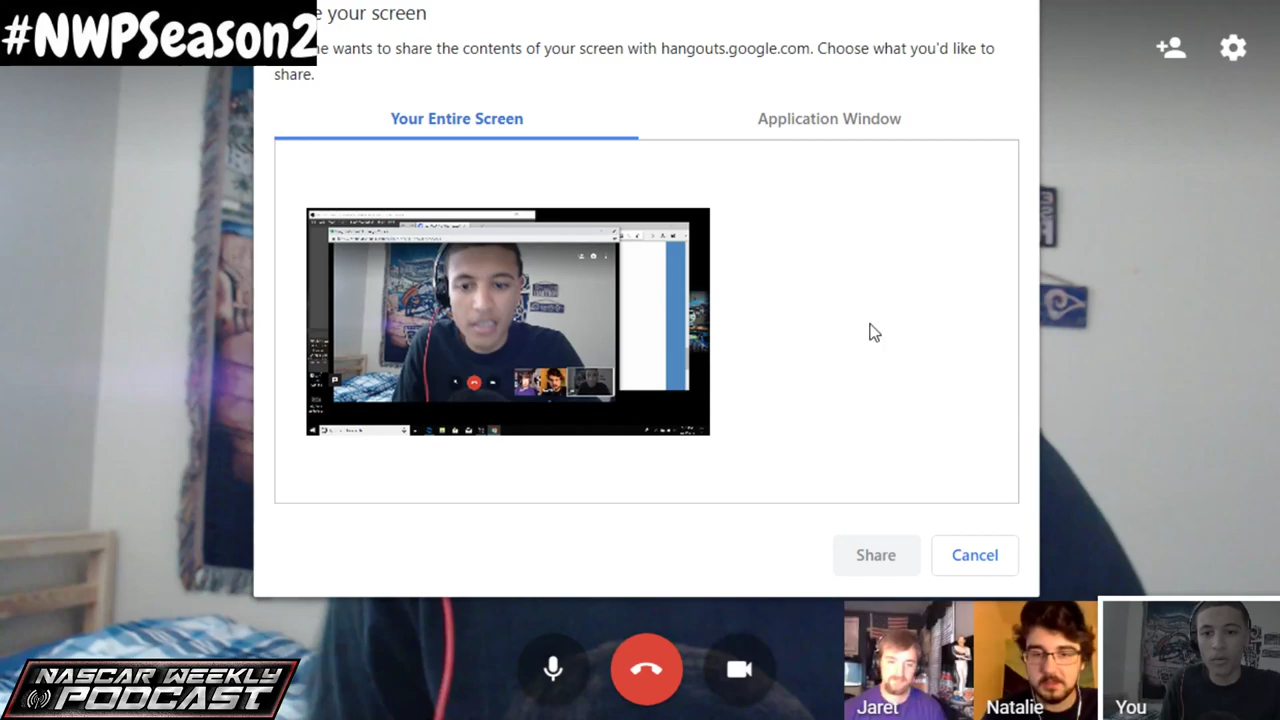 #NWPSeason2
e your screen
ne wants to share the contents of your screen with hangouts.google.com. Choose what you'd like to
share.
Your Entire Screen
Application Window
Share
Cancel
Jaret
Natalie
You
NASCAR WEEKLY
PODCAST